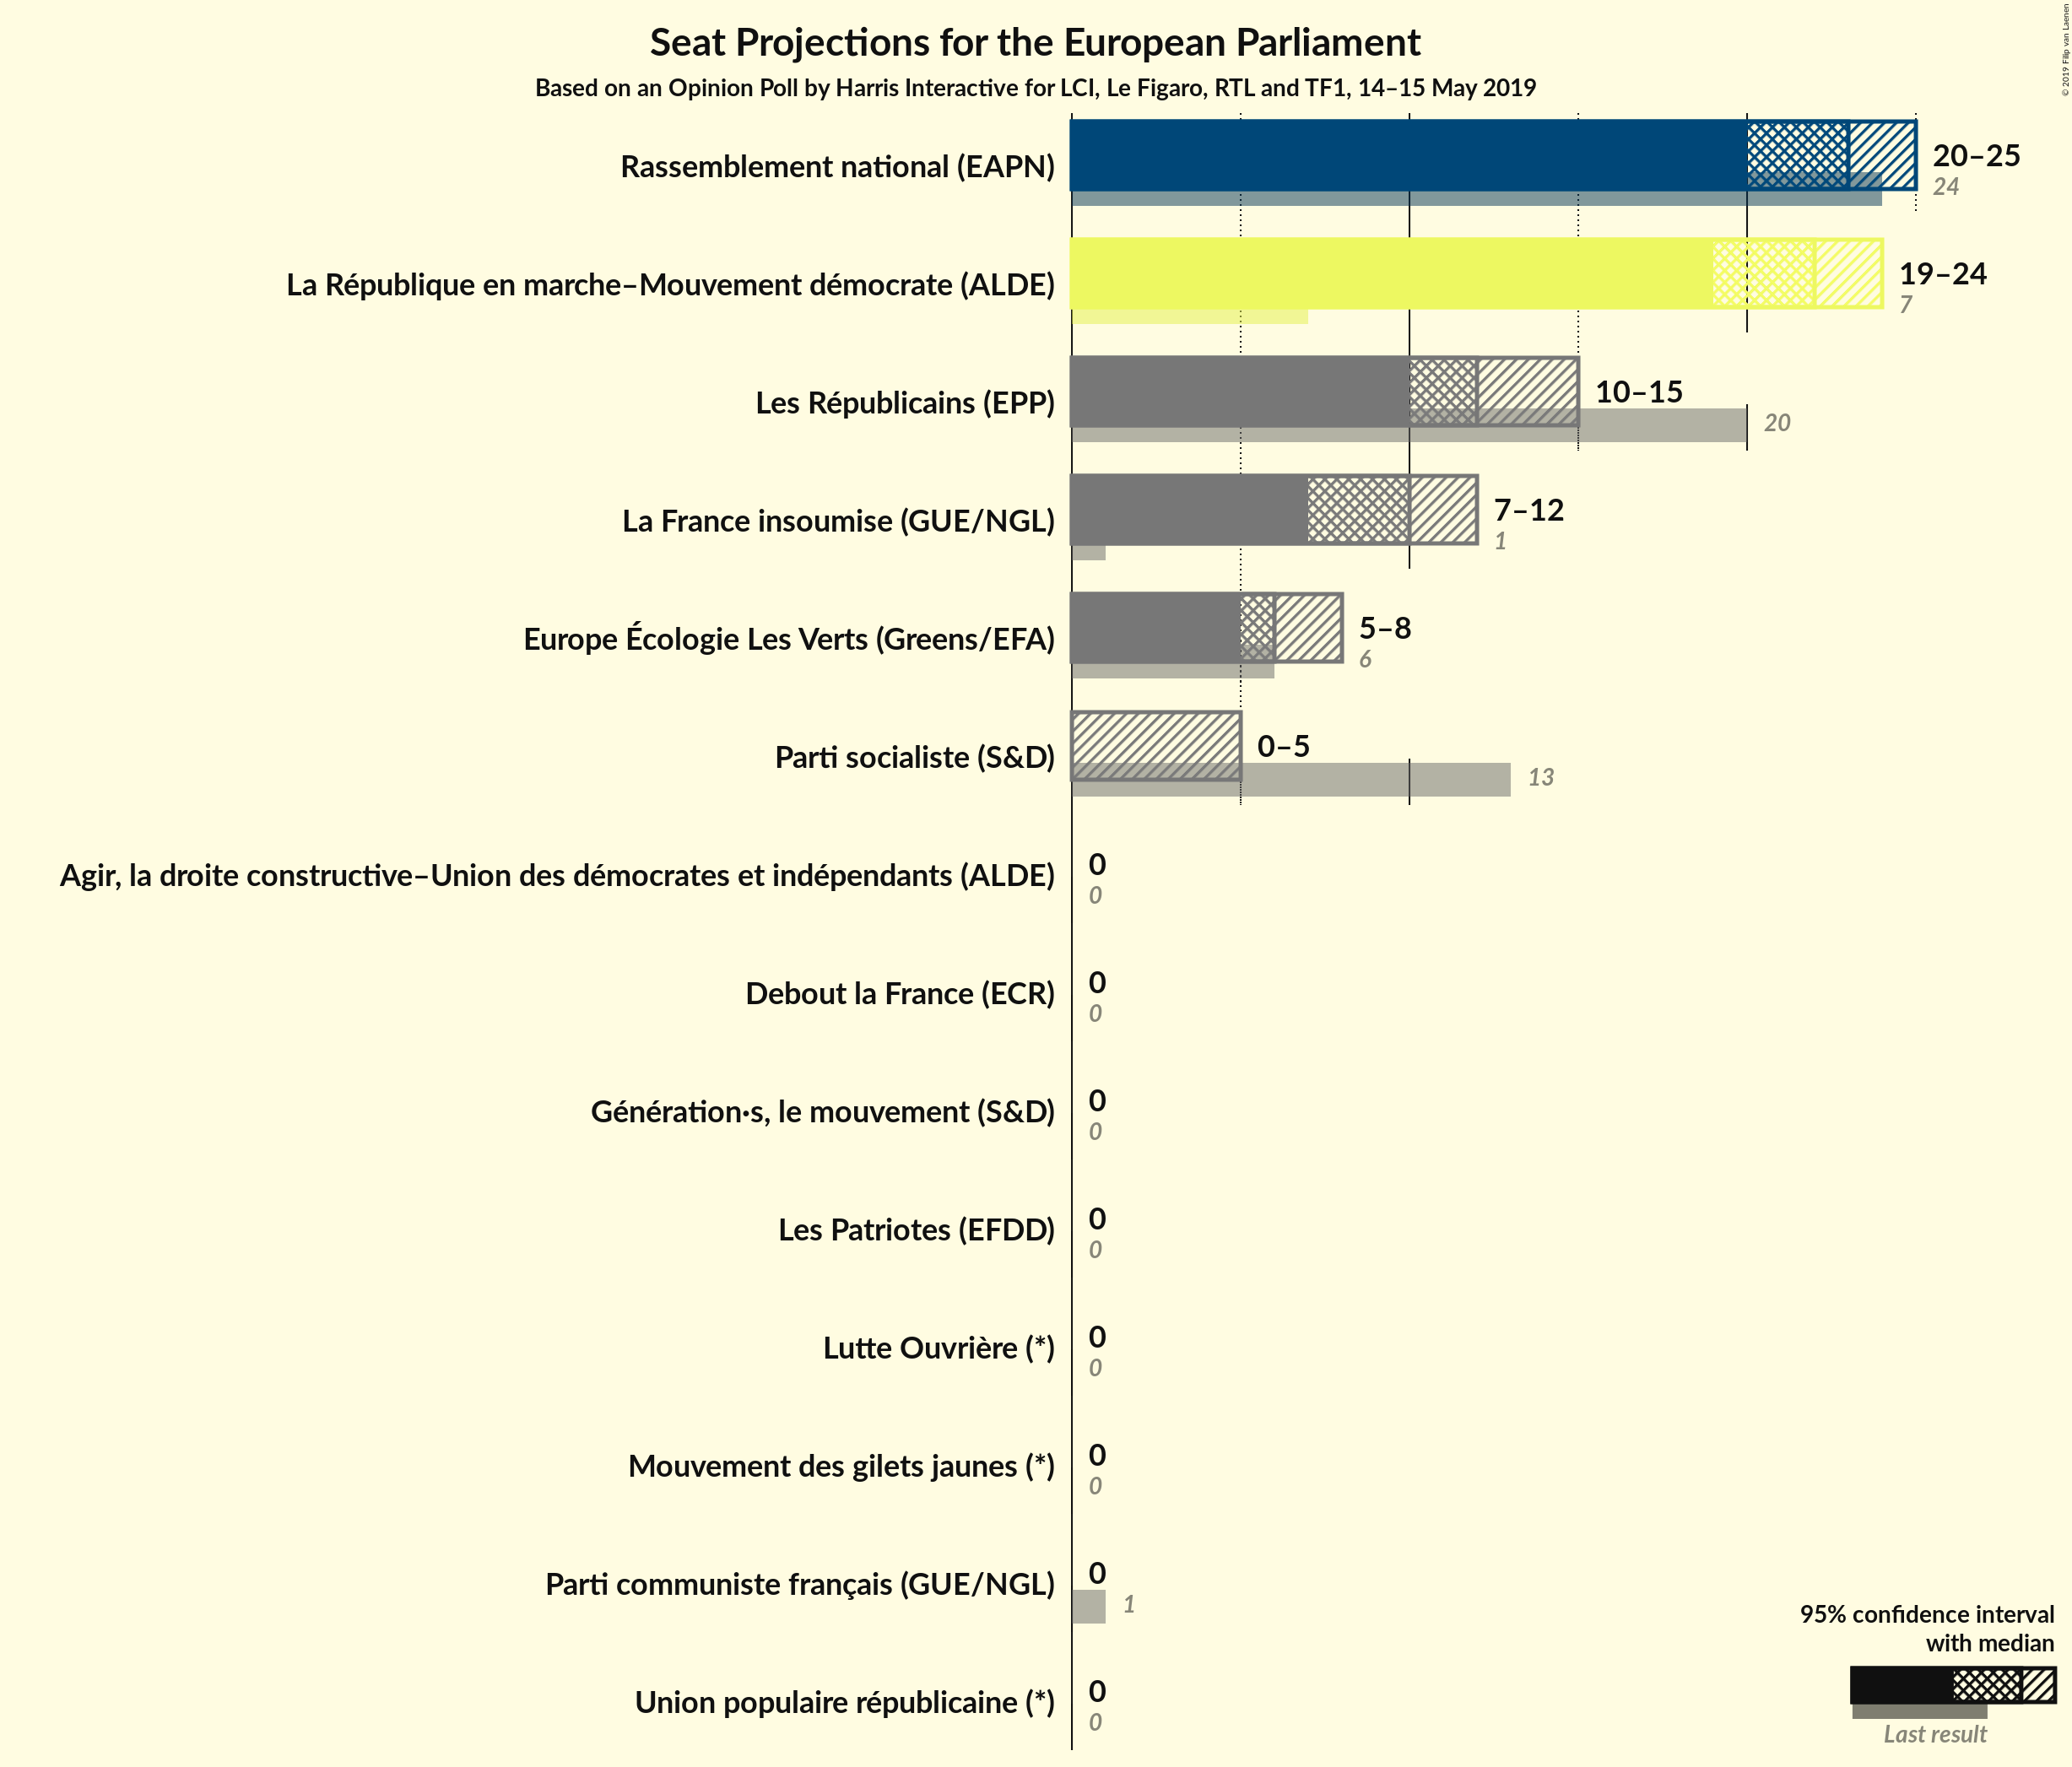 Seat Projections for the European Parliament
Based on an Opinion Poll by Harris Interactive for LCI, Le Figaro, RTL and TF1, 14–15 May 2019
© 2019 Filip van Laenen
Rassemblement national (EAPN)
20–25
24
La République en marche–Mouvement démocrate (ALDE)
19–24
7
Les Républicains (EPP)
10–15
20
La France insoumise (GUE/NGL)
7–12
1
Europe Écologie Les Verts (Greens/EFA)
5–8
6
Parti socialiste (S&D)
0–5
13
Agir, la droite constructive–Union des démocrates et indépendants (ALDE)
0
0
Debout la France (ECR)
0
0
Génération·s, le mouvement (S&D)
0
0
Les Patriotes (EFDD)
0
0
Lutte Ouvrière (*)
0
0
Mouvement des gilets jaunes (*)
0
0
Parti communiste français (GUE/NGL)
0
1
Union populaire républicaine (*)
0
0
95% confidence interval
with median
Last result